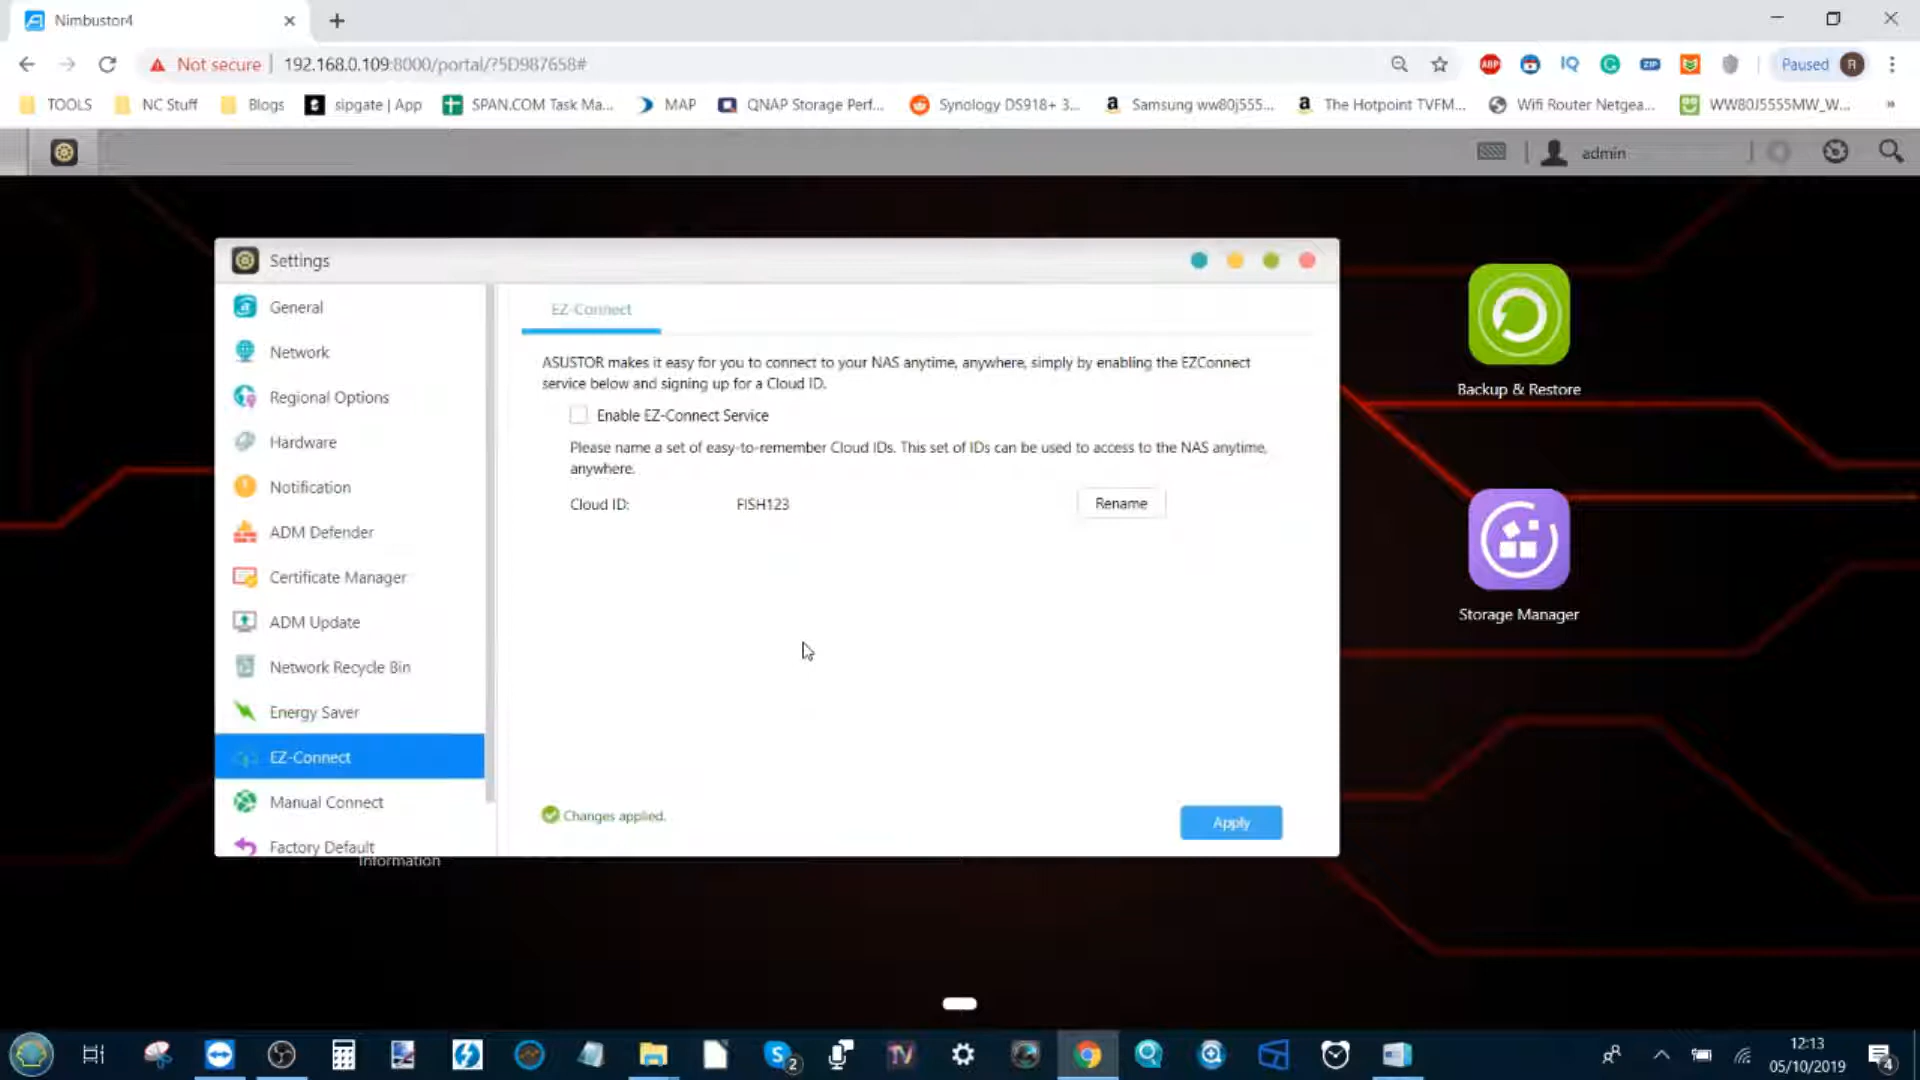 Nimbustor4
Not secure | 192.168.0.109:8000/portal/?5D987658#
ABP
IQ
ZIP
Paused R
TOOLS
NC Stuff
Blogs
sipgate | App
SPAN.COM Task Ma...
MAP
QNAP Storage Perf...
Synology DS918+ 3...
Samsung ww80j555...
The Hotpoint TVFM...
Wifi Router Netgea...
WW80J5555MW_W...
»
admin
Settings
General
Network
Regional Options
Hardware
Notification
ADM Defender
Certificate Manager
ADM Update
Network Recycle Bin
Energy Saver
EZ-Connect
Manual Connect
Factory Default
Information
EZ-Connect
ASUSTOR makes it easy for you to connect to your NAS anytime, anywhere, simply by enabling the EZConnect
service below and signing up for a Cloud ID.
Enable EZ-Connect Service
Please name a set of easy-to-remember Cloud IDs. This set of IDs can be used to access to the NAS anytime,
anywhere.
Cloud ID: FISH123 Rename
Changes applied.
Apply
Backup & Restore
Storage Manager
2
TV
12:13
05/10/2019
4